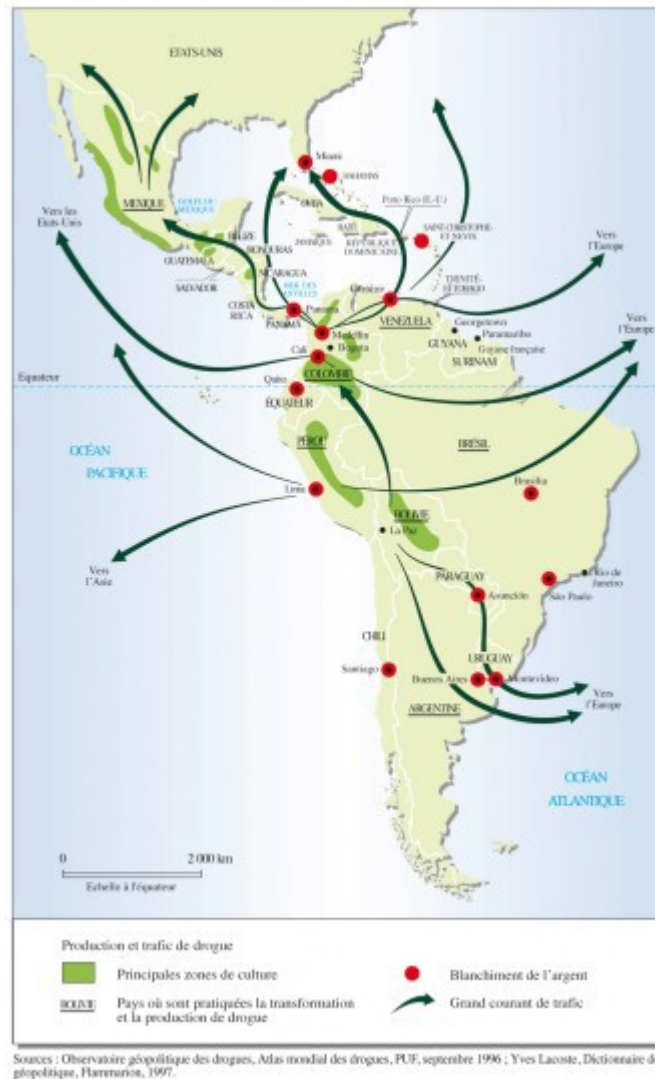 ETATS-UNIS
Miami
BAHAMAS
MEXIQUE
GOLFE DU
MEXIQUE
CUBA
Porto Rico (E.-U.)
Vers les
Etats-Unis
BELIZE
HAÏTI
JAMAÏQUE
RÉPUBLIQUE
DOMINICAINE
SAINT-CHRISTOPHE
ET NEVIS
Vers
l'Europe
HONDURAS
GUATEMALA
NICARAGUA
SALVADOR
MER DES
ANTILLES
TRINITÉ-
ET-TOBAGO
COSTA
RICA
Panama
PANAMÁ
VENEZUELA
Georgetown
Vers
l'Europe
Medellin
Paramaribo
GUYANA
Guyane française
Bogota
Cali
SURINAM
COLOMBIE
Equateur
Quito
ÉQUATEUR
OCÉAN
PACIFIQUE
PÉROU
BRÉSIL
Lima
Brasilia
BOLIVIE
La Paz
Vers
l'Asie
PARAGUAY
Rio de
Janeiro
Asunción
São Paulo
CHILI
URUGUAY
Santiago
Buenos Aires
Montevideo
Vers
l'Europe
ARGENTINE
OCÉAN
ATLANTIQUE
0 2 000 km
Echelle à l'équateur
Production et trafic de drogue
Principales zones de culture
Blanchiment de l'argent
BOLIVIE
Pays où sont pratiquées la transformation
et la production de drogue
Grand courant de trafic
Sources : Observatoire géopolitique des drogues, Atlas mondial des drogues, PUF, septembre 1996 ; Yves Lacoste, Dictionnaire de
géopolitique, Flammarion, 1997.